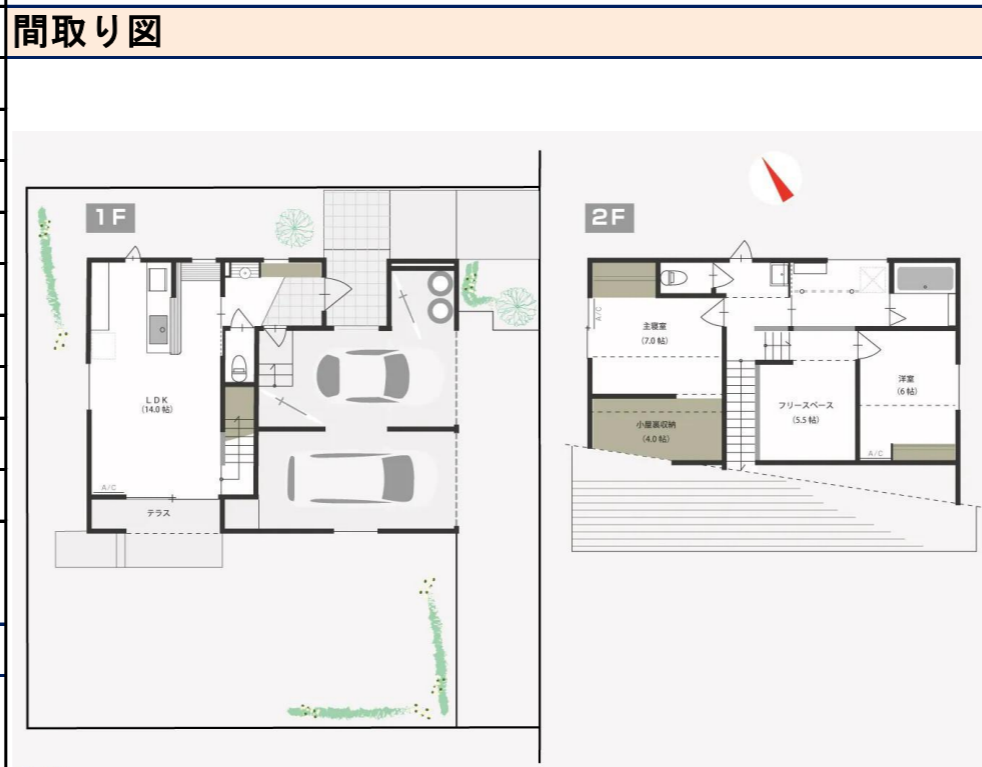 間取り図
1F
LDK
(14.0 帖)
A/C
テラス
2F
A/C
主寝室
(7.0 帖)
小屋裏収納
(4.0 帖)
フリースペース
(5.5 帖)
洋室
(6 帖)
A/C